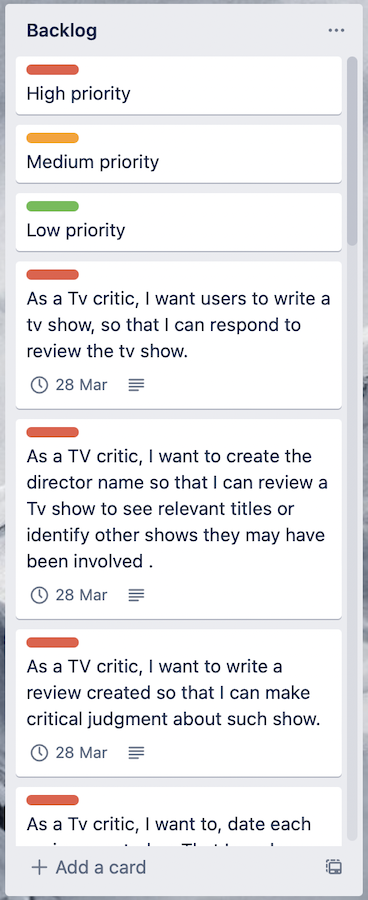 Backlog
High priority
Medium priority
Low priority
As a Tv critic, I want users to write a
tv show, so that I can respond to
review the tv show.
28 Mar
As a TV critic, I want to create the
director name so that I can review a
Tv show to see relevant titles or
identify other shows they may have
been involved .
28 Mar
As a TV critic, I want to write a
review created so that I can make
critical judgment about such show.
28 Mar
As a Tv critic, I want to, date each
Add a card